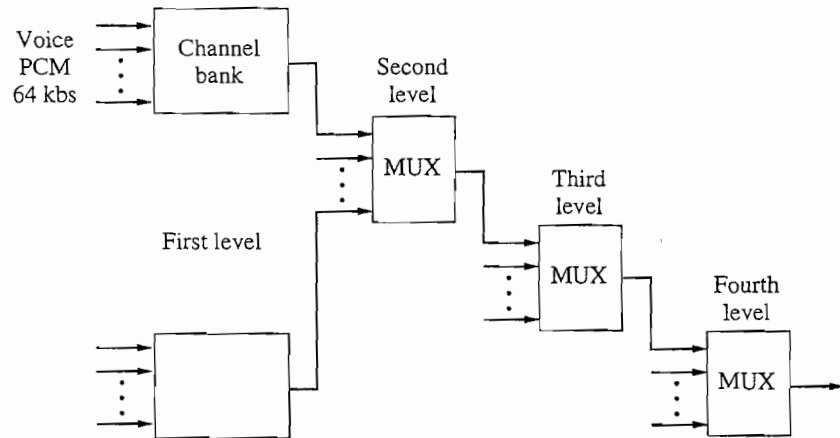 Voice
PCM
64 kbs
Channel
bank
Second
level
MUX
First level
Third
level
MUX
Fourth
level
MUX